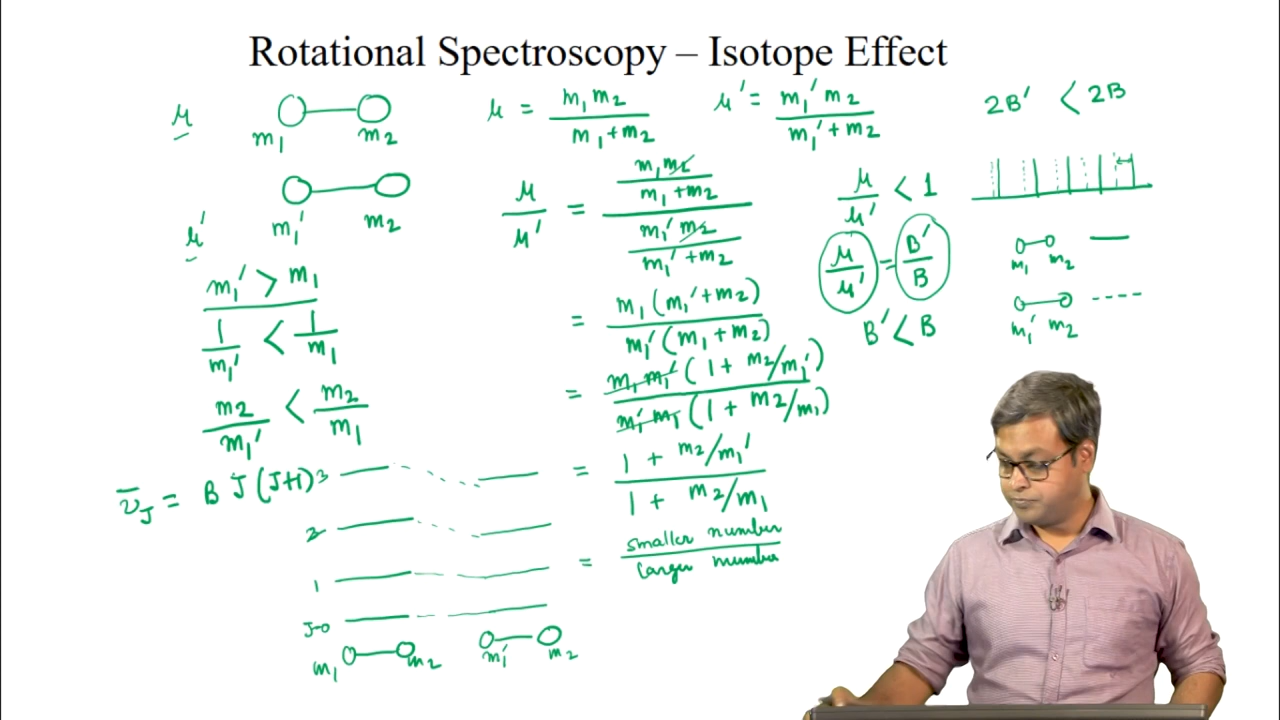 Rotational Spectroscopy – Isotope Effect
μ
m₁ m₂
μ = m₁m₂ / m₁+m₂
μ' = m₁'m₂ / m₁'+m₂
2B' < 2B
μ'
m₁' m₂
μ/μ' = (m₁m₂ / m₁+m₂) / (m₁'m₂ / m₁'+m₂)
μ/μ' < 1
μ/μ' = B'/B
B' < B
m₁ m₂
m₁' m₂
m₁' > m₁
1/m₁' < 1/m₁
m₂/m₁' < m₂/m₁
= m₁(m₁'+m₂) / m₁'(m₁+m₂)
= m₁m₁'(1 + m₂/m₁') / m₁'m₁(1 + m₂/m₁)
= 1 + m₂/m₁' / 1 + m₂/m₁
= smaller number / larger number
ν̄_J = B J(J+1)
3
2
1
J=0
m₁ m₂
m₁' m₂